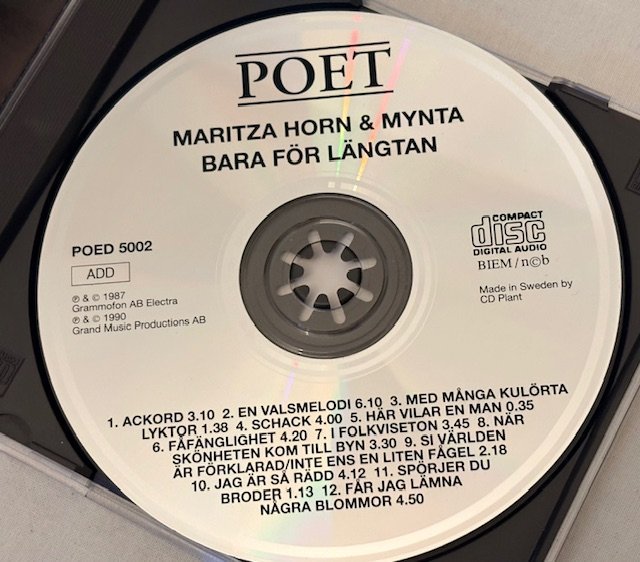 POET
MARITZA HORN & MYNTA
BARA FÖR LÄNGTAN
POED 5002
ADD
℗ & © 1987
Grammofon AB Electra
℗ & © 1990
Grand Music Productions AB
COMPACT
disc
DIGITAL AUDIO
BIEM / n©b
Made in Sweden by
CD Plant
1. ACKORD 3.10 2. EN VALSMELODI 6.10 3. MED MÅNGA KULÖRTA
LYKTOR 1.38 4. SCHACK 4.00 5. HÄR VILAR EN MAN 0.35
6. FÅFÄNGLIGHET 4.20 7. I FOLKVISETON 3.45 8. NÄR
SKÖNHETEN KOM TILL BYN 3.30 9. SI VÄRLDEN
ÄR FÖRKLARAD/INTE ENS EN LITEN FÅGEL 2.18
10. JAG ÄR SÅ RÄDD 4.12 11. SPÖRJER DU
BRODER 1.13 12. FÅR JAG LÄMNA
NÅGRA BLOMMOR 4.50